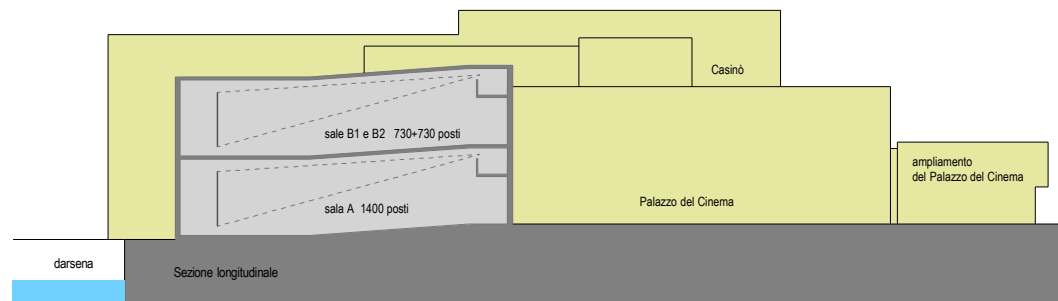 Casinò
sale B1 e B2 730+730 posti
ampliamento
del Palazzo del Cinema
sala A 1400 posti
Palazzo del Cinema
darsena
Sezione longitudinale